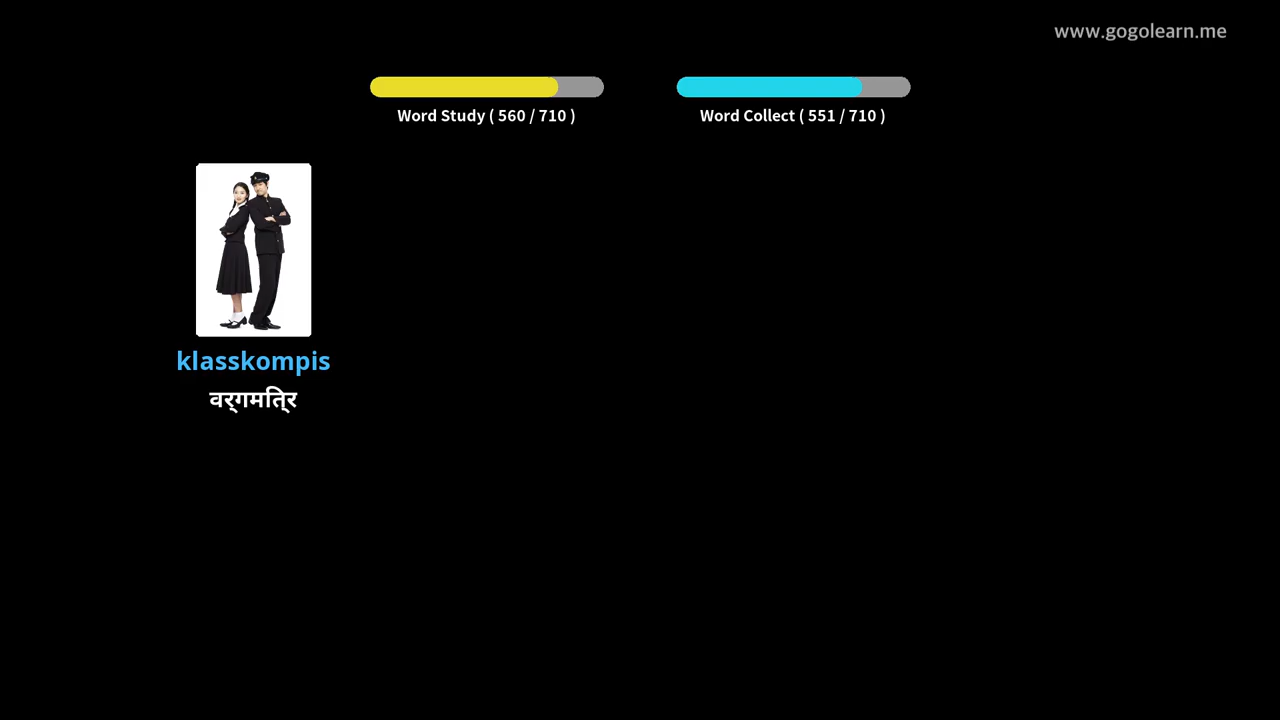 www.gogolearn.me
Word Study ( 560 / 710 )
Word Collect ( 551 / 710 )
klasskompis
वर्गमित्र